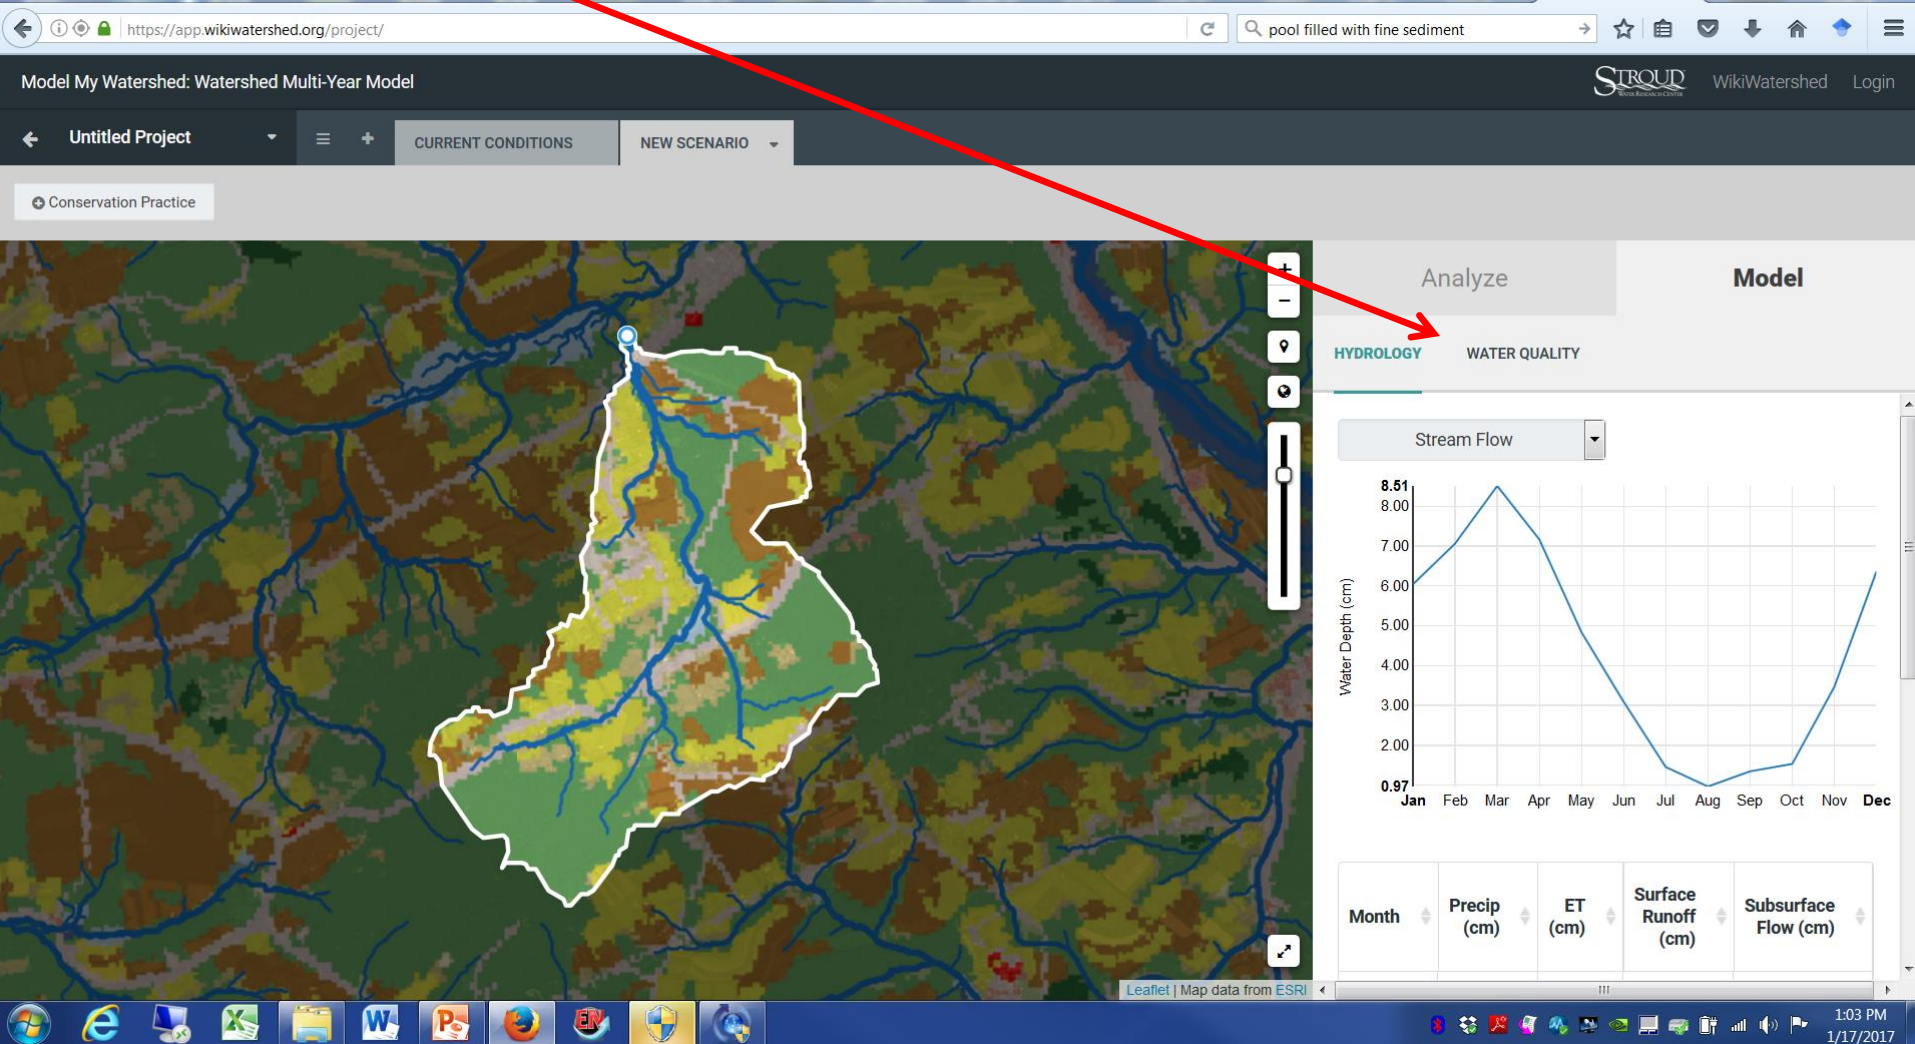 https://app.wikiwatershed.org/project/
pool filled with fine sediment
Model My Watershed: Watershed Multi-Year Model
STROUD
WikiWatershed
Login
Untitled Project
CURRENT CONDITIONS
NEW SCENARIO
Conservation Practice
Analyze
Model
HYDROLOGY
WATER QUALITY
Stream Flow
8.51
8.00
7.00
6.00
5.00
4.00
3.00
2.00
0.97
Water Depth (cm)
Jan Feb Mar Apr May Jun Jul Aug Sep Oct Nov Dec
Month
Precip
(cm)
ET
(cm)
Surface
Runoff
(cm)
Subsurface
Flow (cm)
Leaflet | Map data from ESRI
1:03 PM
1/17/2017